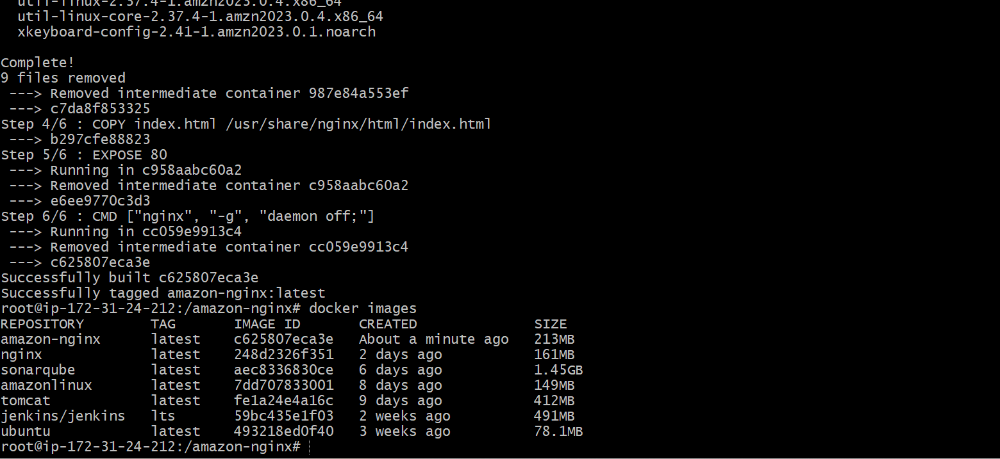 util-linux-2.37.4-1.amzn2023.0.4.x86_64
util-linux-core-2.37.4-1.amzn2023.0.4.x86_64
xkeyboard-config-2.41-1.amzn2023.0.1.noarch
Complete!
9 files removed
---> Removed intermediate container 987e84a553ef
---> c7da8f853325
Step 4/6 : COPY index.html /usr/share/nginx/html/index.html
---> b297cfe88823
Step 5/6 : EXPOSE 80
---> Running in c958aabc60a2
---> Removed intermediate container c958aabc60a2
---> e6ee9770c3d3
Step 6/6 : CMD ["nginx", "-g", "daemon off;"]
---> Running in cc059e9913c4
---> Removed intermediate container cc059e9913c4
---> c625807eca3e
Successfully built c625807eca3e
Successfully tagged amazon-nginx:latest
root@ip-172-31-24-212:/amazon-nginx# docker images
REPOSITORY        TAG       IMAGE ID       CREATED              SIZE
amazon-nginx      latest    c625807eca3e   About a minute ago   213MB
nginx             latest    248d2326f351   2 days ago           161MB
sonarqube         latest    aec8336830ce   6 days ago           1.45GB
amazonlinux       latest    7dd707833001   8 days ago           149MB
tomcat            latest    fe1a24e4a16c   9 days ago           412MB
jenkins/jenkins   lts       59bc435e1f03   2 weeks ago          491MB
ubuntu            latest    493218ed0f40   3 weeks ago          78.1MB
root@ip-172-31-24-212:/amazon-nginx#